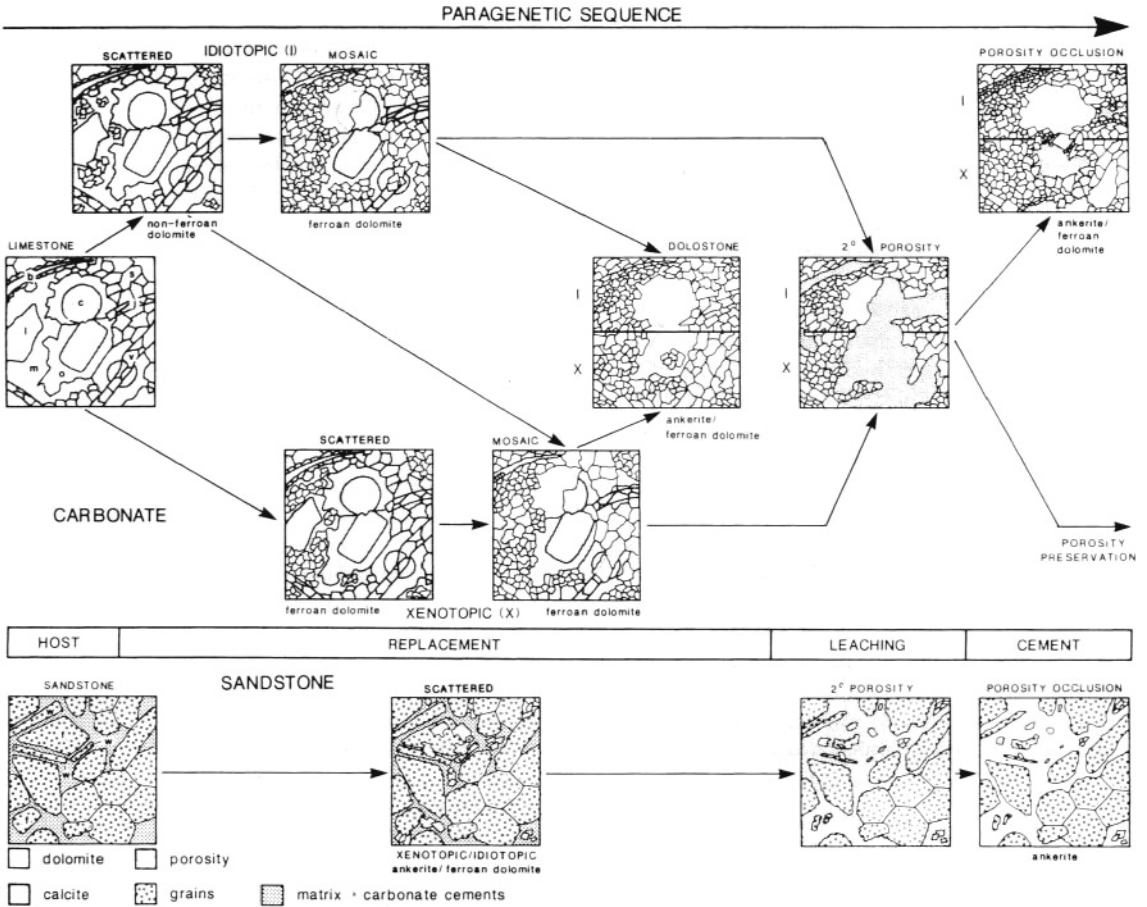 PARAGENETIC SEQUENCE
IDIOTOPIC (I)
SCATTERED
MOSAIC
POROSITY OCCLUSION
I
X
non-ferroan
dolomite
ferroan dolomite
ankerite/
ferroan
dolomite
LIMESTONE
b
s
c
l
m
o
v
DOLOSTONE
I
X
ankerite/
ferroan dolomite
2° POROSITY
I
X
SCATTERED
MOSAIC
CARBONATE
ferroan dolomite
XENOTOPIC (X)
ferroan dolomite
POROSITY
PRESERVATION
HOST
REPLACEMENT
LEACHING
CEMENT
SANDSTONE
SANDSTONE
SCATTERED
2° POROSITY
POROSITY OCCLUSION
w
f
w
w
f
XENOTOPIC/IDIOTOPIC
ankerite/ferroan dolomite
ankerite
dolomite
porosity
calcite
grains
matrix + carbonate cements